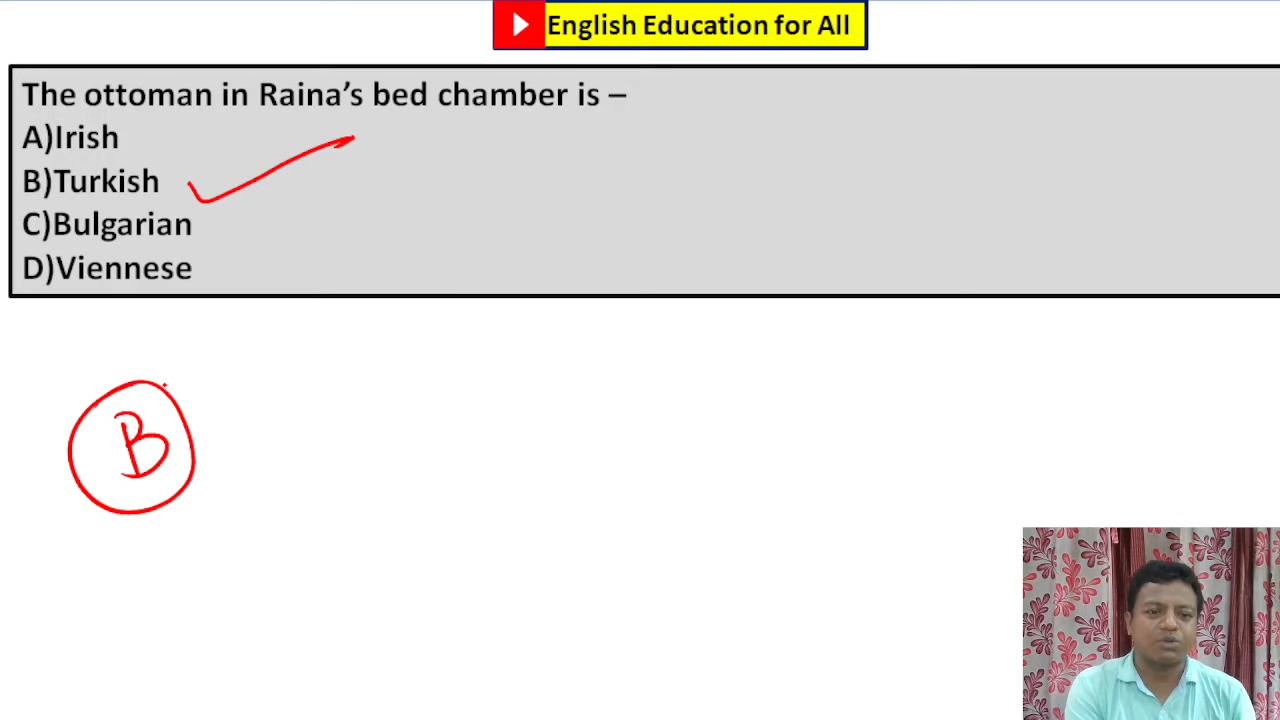 English Education for All
The ottoman in Raina's bed chamber is –
A)Irish
B)Turkish
C)Bulgarian
D)Viennese
B